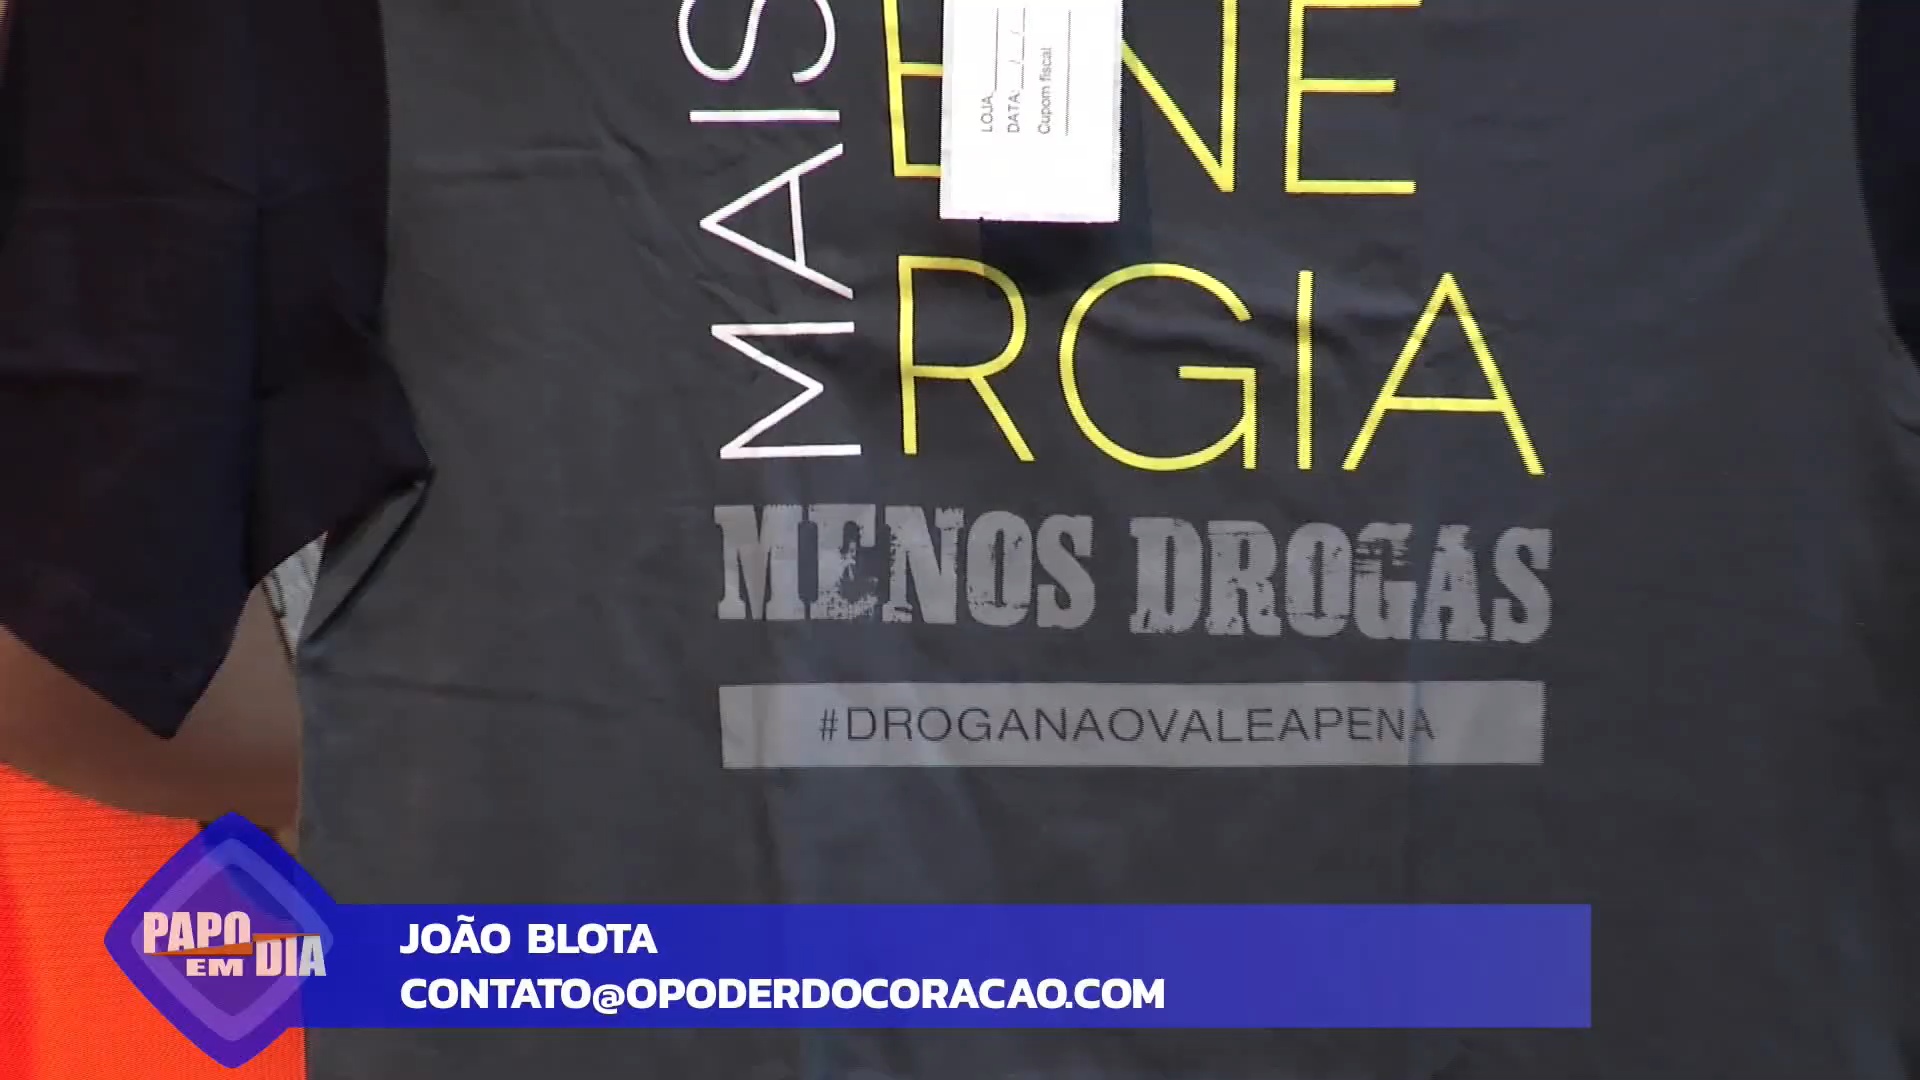 MAIS
ENE
RGIA
LOJA
DATA: / /
Cupom fiscal
MENOS DROGAS
#DROGANAOVALEAPENA
PAPO
EM DIA
JOÃO BLOTA
CONTATO@OPODERDOCORACAO.COM